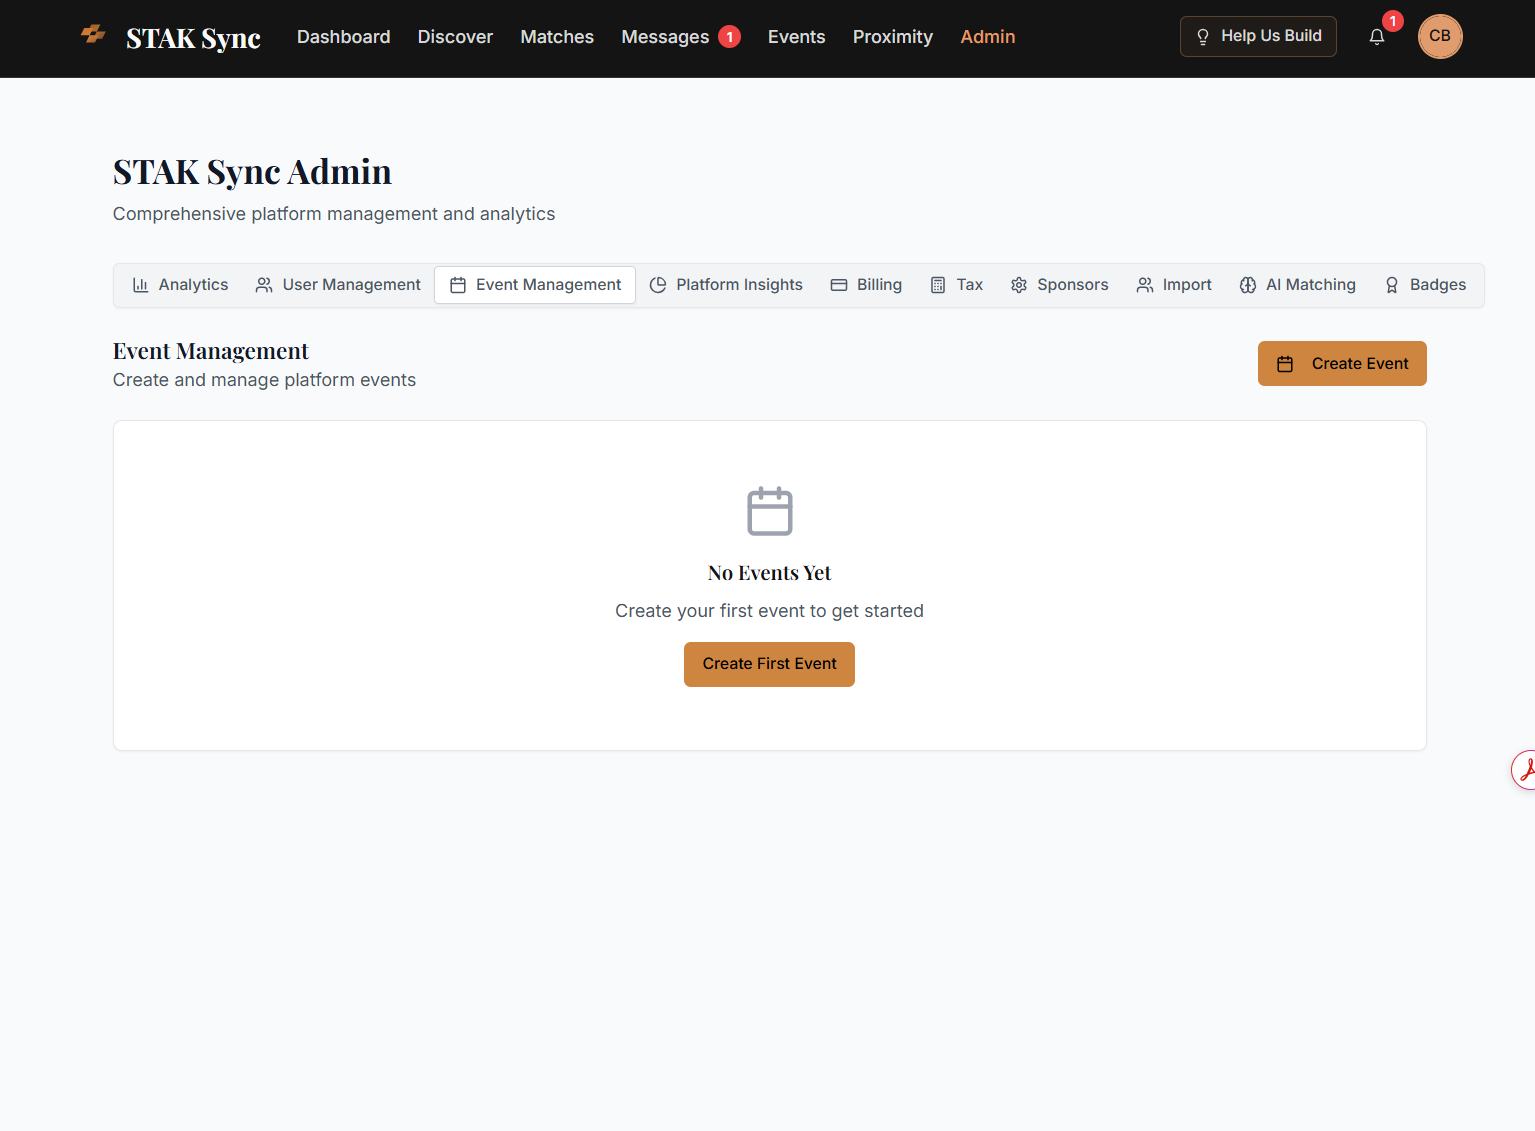 STAK Sync Dashboard Discover Matches Messages 1 Events Proximity Admin Help Us Build 1 CB
STAK Sync Admin
Comprehensive platform management and analytics
Analytics User Management Event Management Platform Insights Billing Tax Sponsors Import AI Matching Badges
Event Management
Create and manage platform events
Create Event
No Events Yet
Create your first event to get started
Create First Event